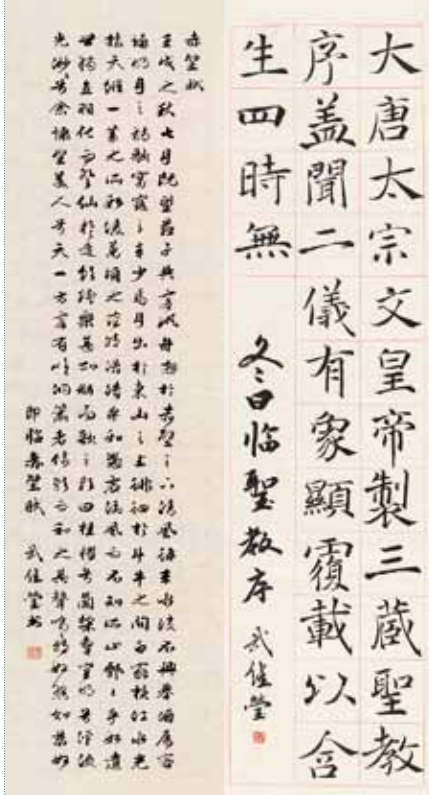 大唐太宗文皇帝製三藏聖教
序蓋聞二儀有象顯覆載以含
生四時無
冬日臨聖教序 武佳瑩
赤壁賦
壬戌之秋七月既望蘇子與客泛舟遊於赤壁之下清風徐來水波不興舉酒屬客
誦明月之詩歌窈窕之章少焉月出於東山之上徘徊於斗牛之間白露橫江水光
接天縱一葦之所如凌萬頃之茫然浩浩乎如馮虛御風而不知其所止飄飄乎如遺
世獨立羽化而登仙於是飲酒樂甚扣舷而歌之歌曰桂棹兮蘭槳擊空明兮泝流
光渺渺兮余懷望美人兮天一方客有吹洞簫者倚歌而和之其聲嗚嗚然如怨如慕如
節臨赤壁賦 武佳瑩書